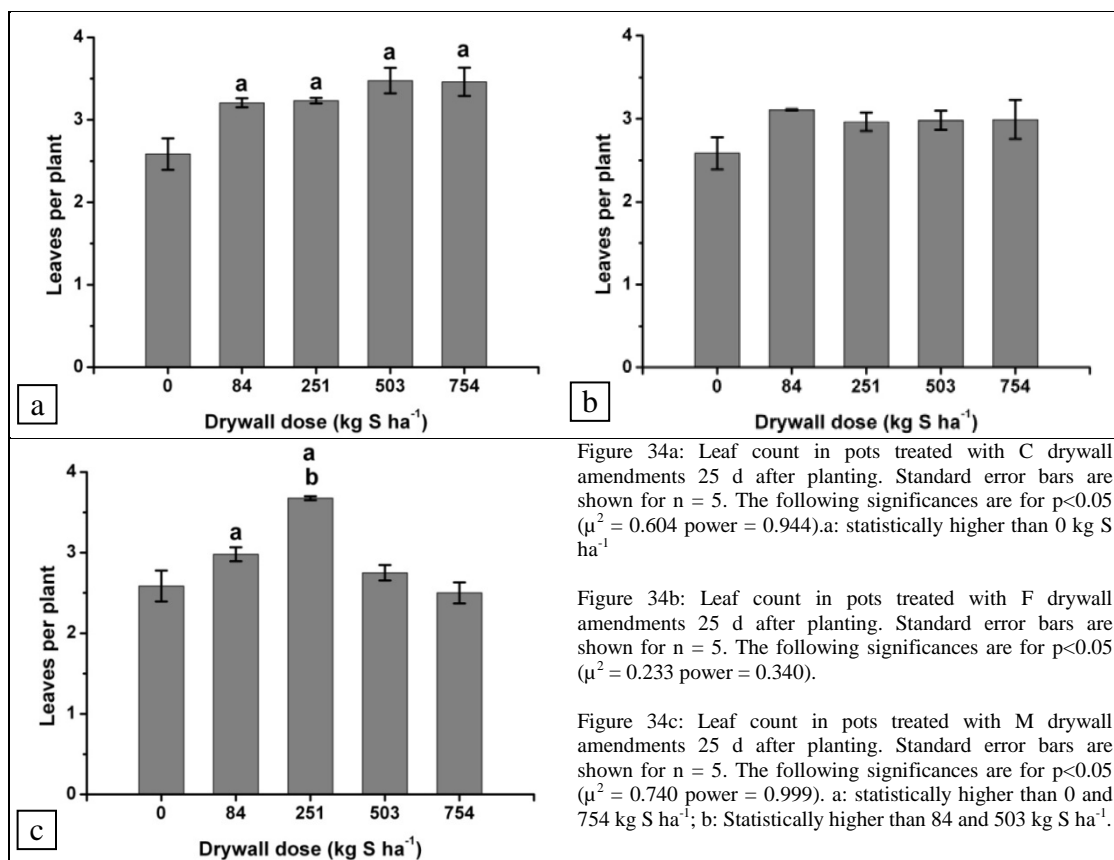 a a a a
4
3
2
1
0
Leaves per plant
0 84 251 503 754
Drywall dose (kg S ha⁻¹)
a
4
3
2
1
0
Leaves per plant
0 84 251 503 754
Drywall dose (kg S ha⁻¹)
b
a
b
a
4
3
2
1
0
Leaves per plant
0 84 251 503 754
Drywall dose (kg S ha⁻¹)
c
Figure 34a: Leaf count in pots treated with C drywall
amendments 25 d after planting. Standard error bars are
shown for n = 5. The following significances are for p<0.05
(µ² = 0.604 power = 0.944).a: statistically higher than 0 kg S
ha⁻¹
Figure 34b: Leaf count in pots treated with F drywall
amendments 25 d after planting. Standard error bars are
shown for n = 5. The following significances are for p<0.05
(µ² = 0.233 power = 0.340).
Figure 34c: Leaf count in pots treated with M drywall
amendments 25 d after planting. Standard error bars are
shown for n = 5. The following significances are for p<0.05
(µ² = 0.740 power = 0.999). a: statistically higher than 0 and
754 kg S ha⁻¹; b: Statistically higher than 84 and 503 kg S ha⁻¹.